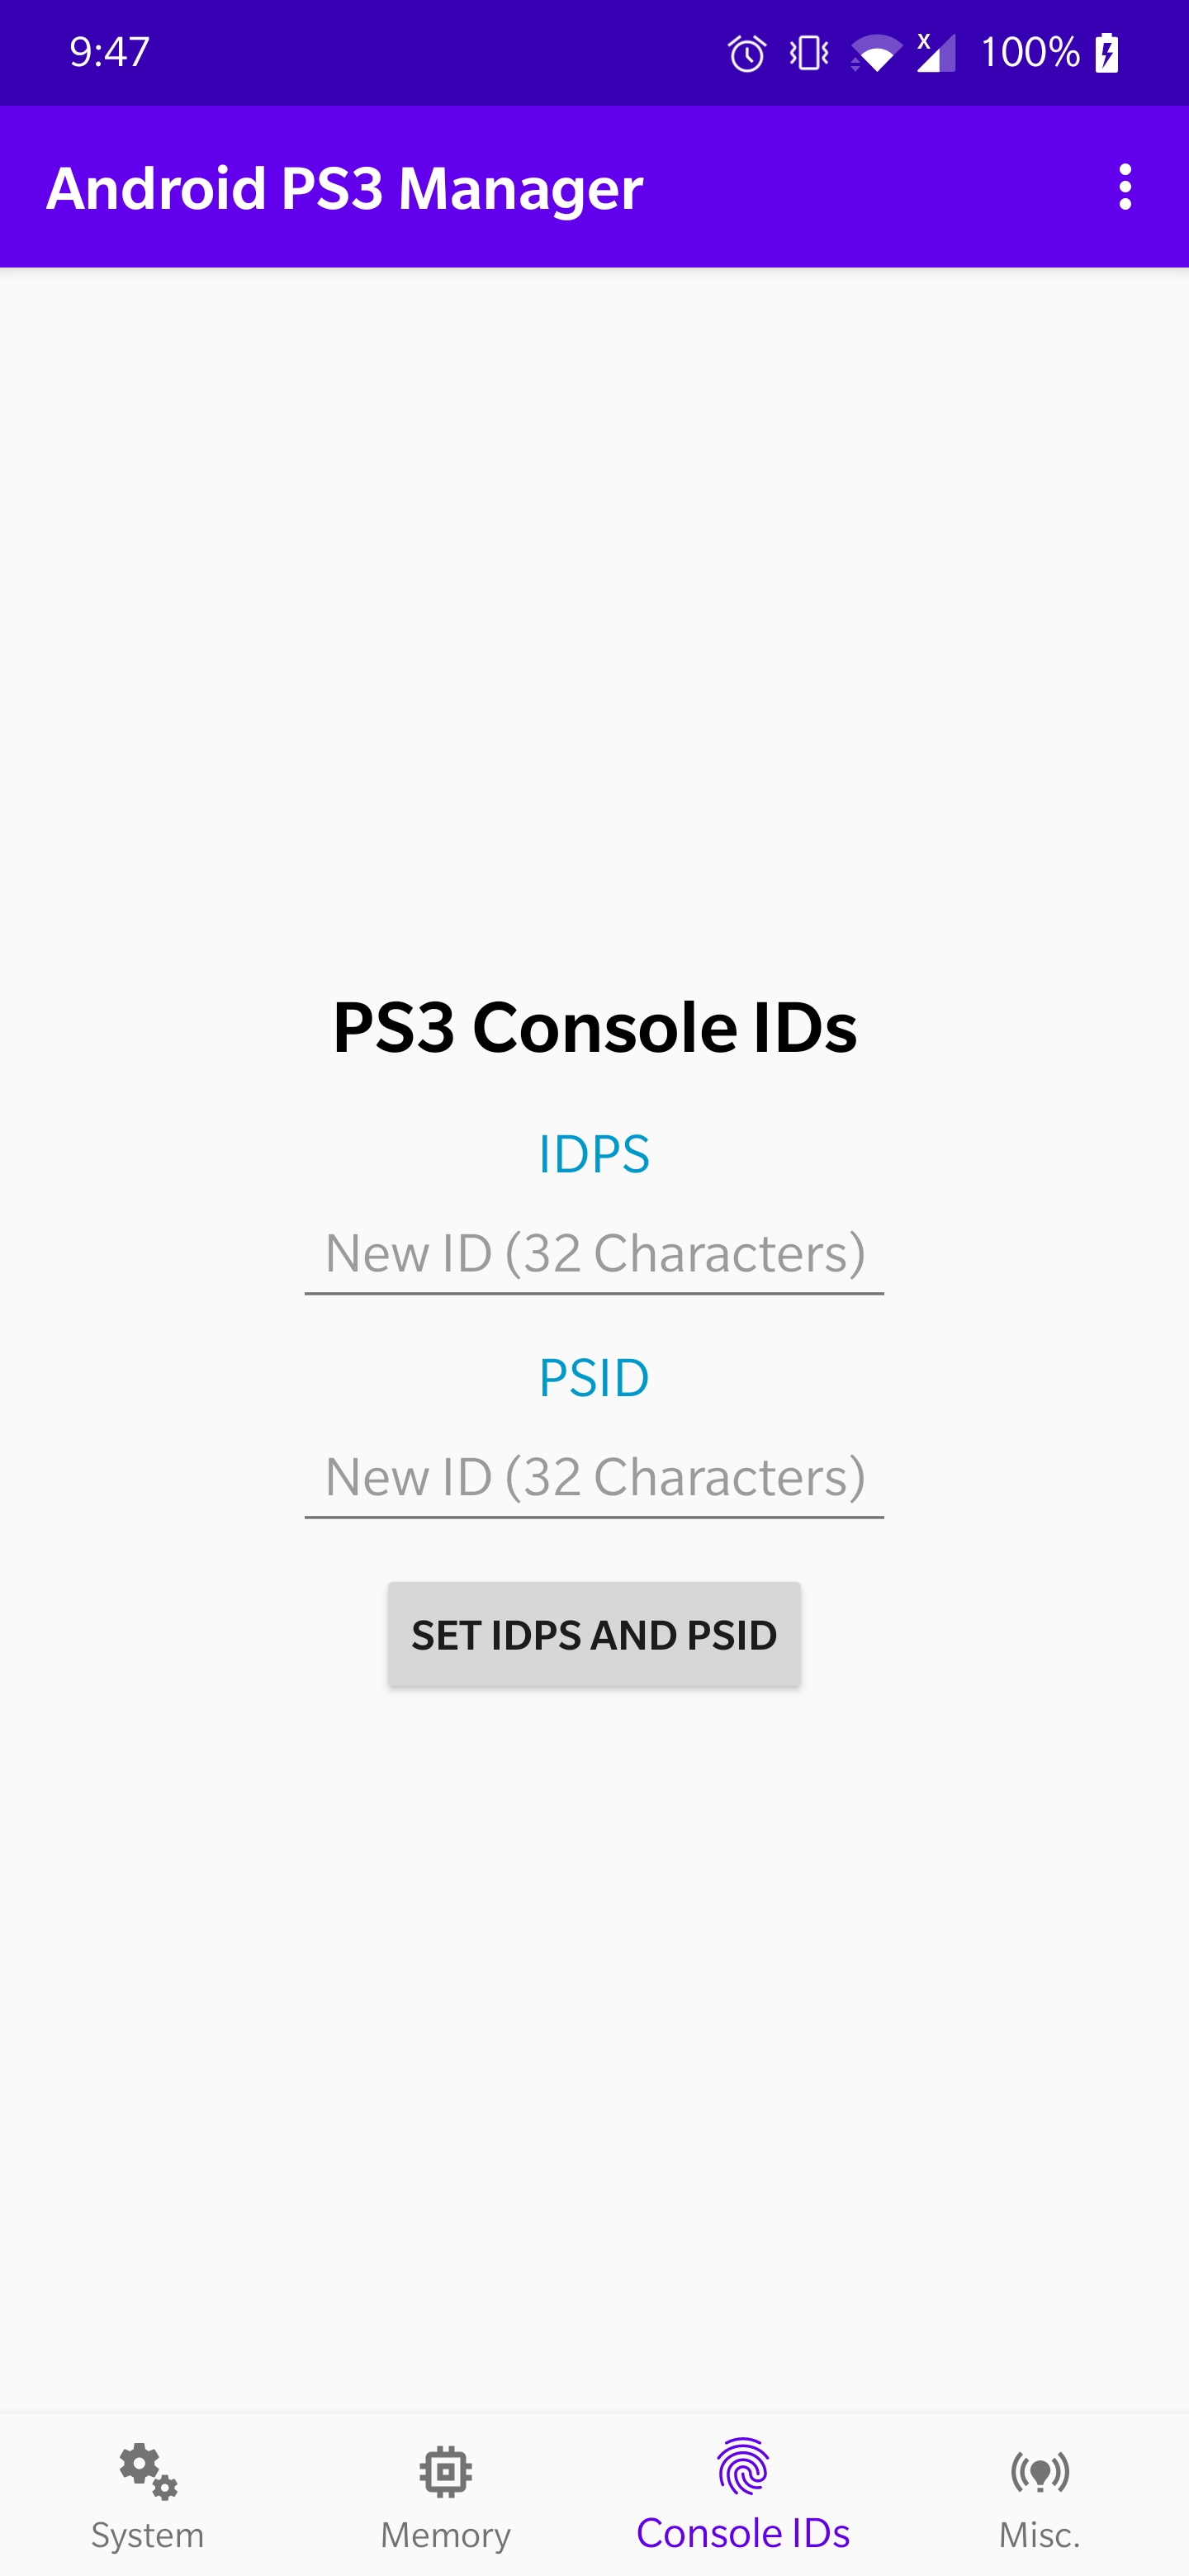 9:47
X
100%
Android PS3 Manager
PS3 Console IDs
IDPS
New ID (32 Characters)
PSID
New ID (32 Characters)
SET IDPS AND PSID
System Memory Console IDs Misc.